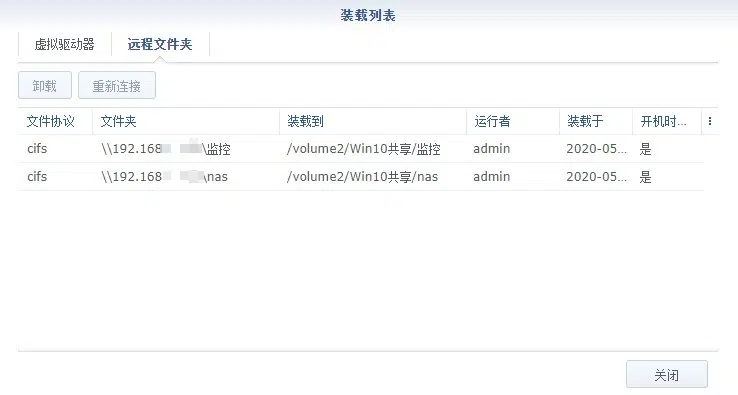 装载列表
虚拟驱动器 远程文件夹
卸载 重新连接
文件协议 文件夹 装载到 运行者 装载于 开机时...
cifs \\192.168 \监控 /volume2/Win10共享/监控 admin 2020-05... 是
cifs \\192.168 \nas /volume2/Win10共享/nas admin 2020-05... 是
关闭